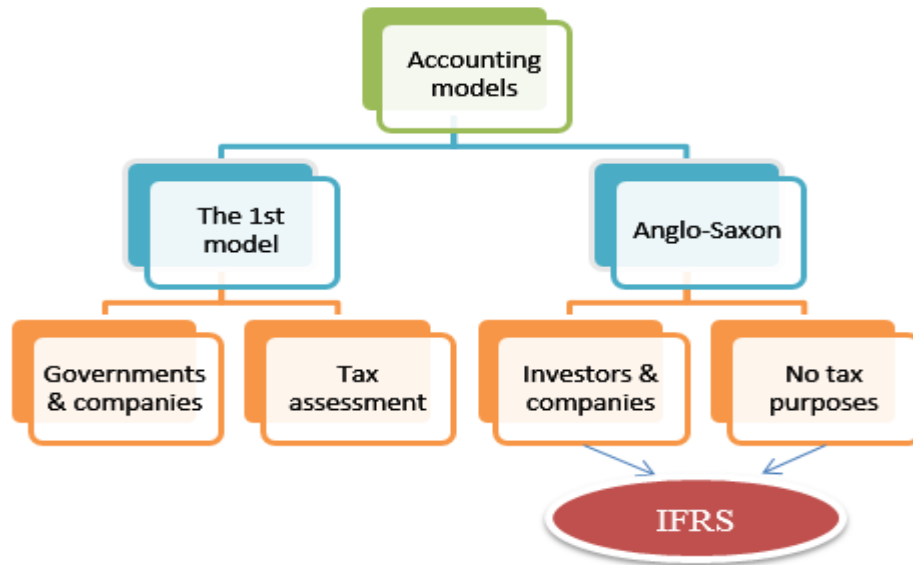 Accounting
models
The 1st
model
Anglo-Saxon
Governments
& companies
Tax
assessment
Investors &
companies
No tax
purposes
IFRS